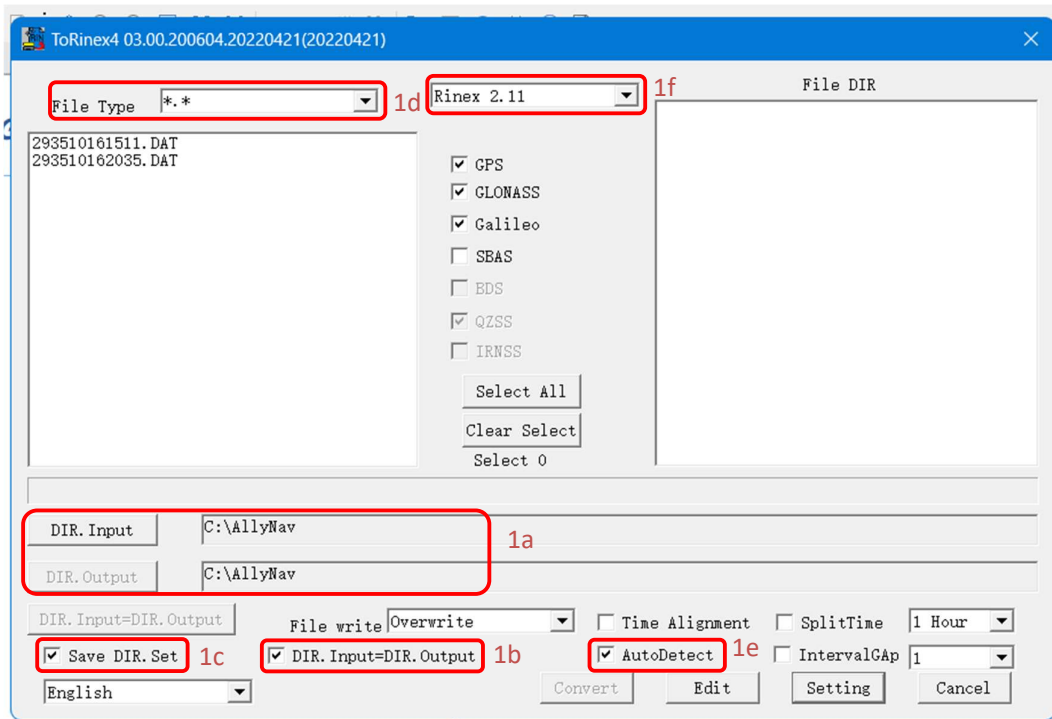 ToRinex4 03.00.200604.20220421(20220421)
File Type *.* 1d Rinex 2.11 1f File DIR
293510161511.DAT
293510162035.DAT
GPS
GLONASS
Galileo
SBAS
BDS
QZSS
IRNSS
Select All
Clear Select
Select 0
DIR.Input C:\AllyNav 1a
DIR.Output C:\AllyNav
DIR.Input=DIR.Output File write Overwrite Time Alignment SplitTime 1 Hour
Save DIR.Set 1c DIR.Input=DIR.Output 1b AutoDetect 1e IntervalGAp 1
English Convert Edit Setting Cancel